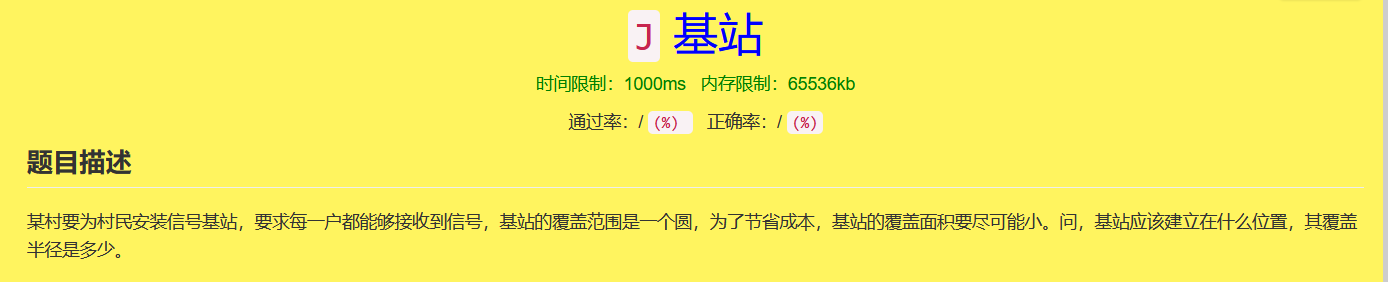 J 基站
时间限制：1000ms 内存限制：65536kb
通过率：/ (%) 正确率：/ (%)
题目描述
某村要为村民安装信号基站，要求每一户都能够接收到信号，基站的覆盖范围是一个圆，为了节省成本，基站的覆盖面积要尽可能小。问，基站应该建立在什么位置，其覆盖
半径是多少。